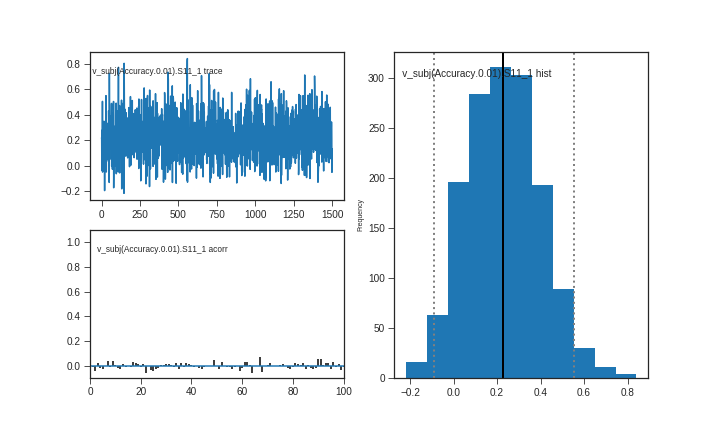 v_subj(Accuracy.0.01).S11_1 trace
0.8
0.6
0.4
0.2
0.0
−0.2
0 250 500 750 1000 1250 1500
v_subj(Accuracy.0.01).S11_1 acorr
1.0
0.8
0.6
0.4
0.2
0.0
0 20 40 60 80 100
v_subj(Accuracy.0.01).S11_1 hist
Frequency
300
250
200
150
100
50
0
−0.2 0.0 0.2 0.4 0.6 0.8